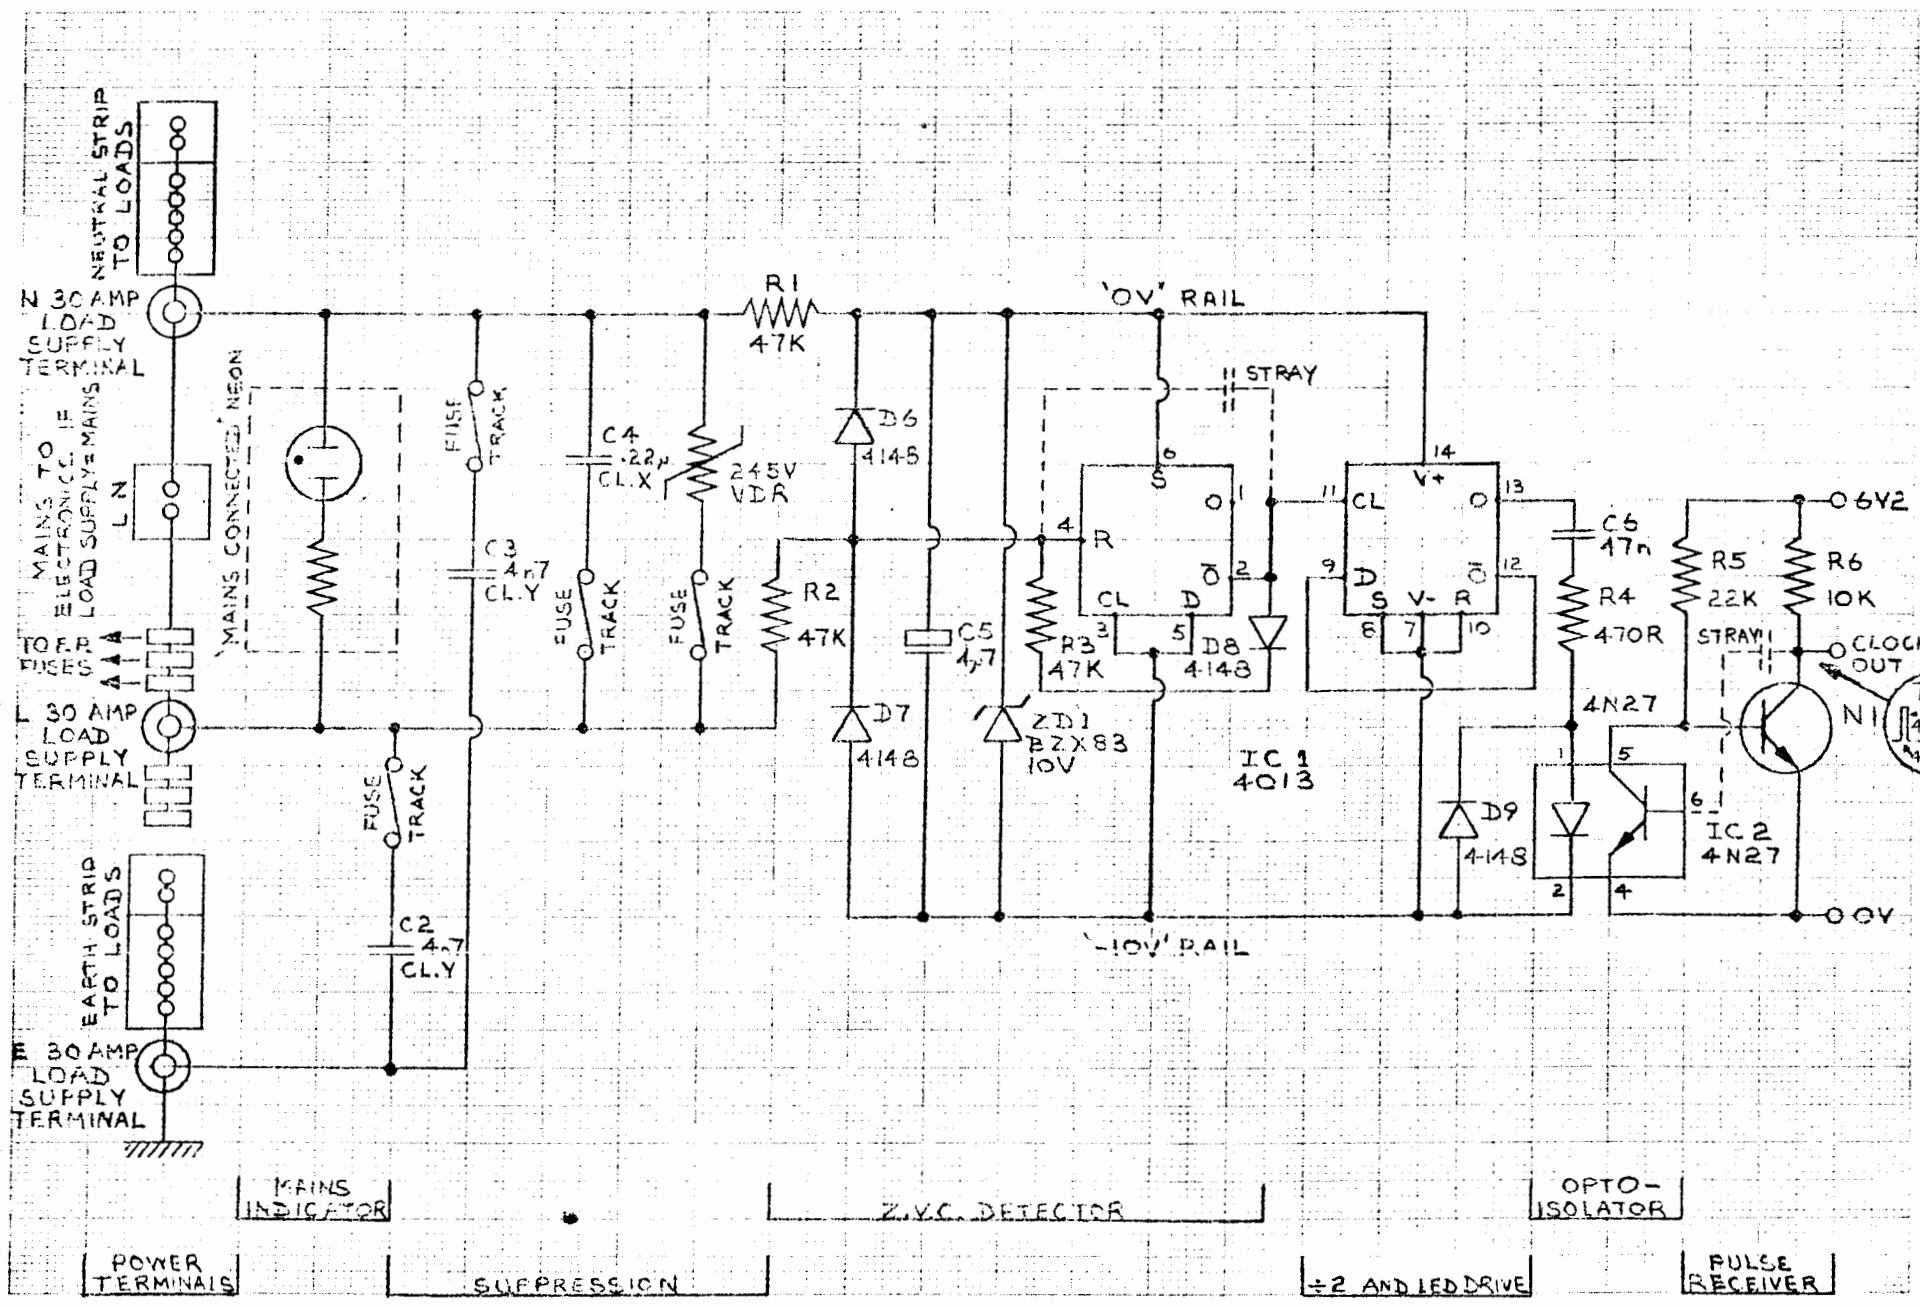 NEUTRAL STRIP
TO LOADS
N 30 AMP
LOAD
SUPPLY
TERMINAL
MAINS TO
ELECTRONICS IF
LOAD SUPPLY=MAINS
L N
TO F.P.
FUSES
L 30 AMP
LOAD
SUPPLY
TERMINAL
EARTH STRIP
TO LOADS
E 30 AMP
LOAD
SUPPLY
TERMINAL
'MAINS CONNECTED' NEON
FUSE
TRACK
C3
4n7
CL.Y
FUSE
TRACK
C2
4n7
CL.Y
C4
.22µ
CL.X
FUSE
TRACK
245V
VDR
FUSE
TRACK
R1
47K
R2
47K
D6
4148
D7
4148
C5
4µ7
ZD1
BZX83
10V
'0V' RAIL
STRAY
R3
47K
4
R
6
S
O
1
O
2
CL
3
D
5
D8
4148
IC 1
4013
'-10V' RAIL
11
CL
14
V+
O
13
9
D
O
12
S
V-
R
8
7
10
C6
47n
R4
470R
4N27
D9
4148
1
5
6
2
4
IC 2
4N27
R5
22K
R6
10K
6V2
STRAY
CLOCK
OUT
N1
0V
MAINS
INDICATOR
Z.V.C. DETECTOR
OPTO-
ISOLATOR
POWER
TERMINALS
SUPPRESSION
÷2 AND LED DRIVE
PULSE
RECEIVER